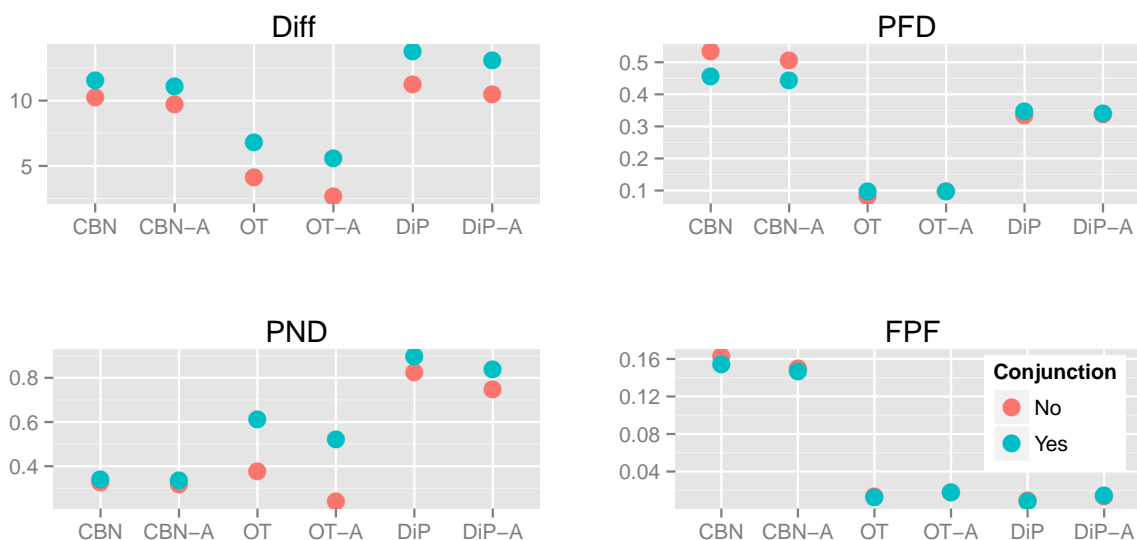 Diff
10
5
CBN CBN−A OT OT−A DiP DiP−A
PFD
0.5
0.4
0.3
0.2
0.1
CBN CBN−A OT OT−A DiP DiP−A
PND
0.8
0.6
0.4
CBN CBN−A OT OT−A DiP DiP−A
FPF
0.16
0.12
0.08
0.04
Conjunction
No
Yes
CBN CBN−A OT OT−A DiP DiP−A